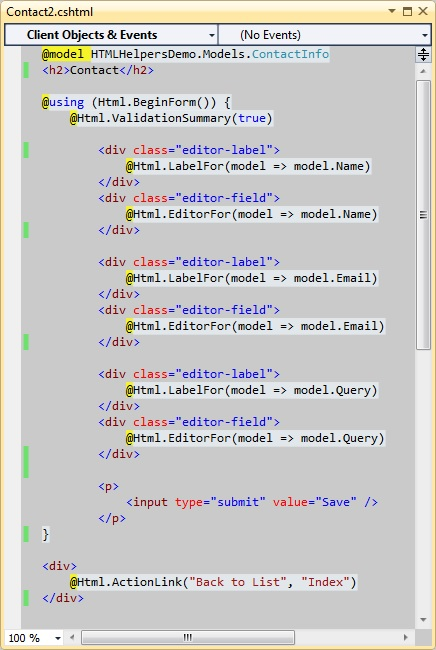 Contact2.cshtml
Client Objects & Events (No Events)
@model HTMLHelpersDemo.Models.ContactInfo
<h2>Contact</h2>
@using (Html.BeginForm()) {
@Html.ValidationSummary(true)
<div class="editor-label">
@Html.LabelFor(model => model.Name)
</div>
<div class="editor-field">
@Html.EditorFor(model => model.Name)
</div>
<div class="editor-label">
@Html.LabelFor(model => model.Email)
</div>
<div class="editor-field">
@Html.EditorFor(model => model.Email)
</div>
<div class="editor-label">
@Html.LabelFor(model => model.Query)
</div>
<div class="editor-field">
@Html.EditorFor(model => model.Query)
</div>
<p>
<input type="submit" value="Save" />
</p>
}
<div>
@Html.ActionLink("Back to List", "Index")
</div>
100 %